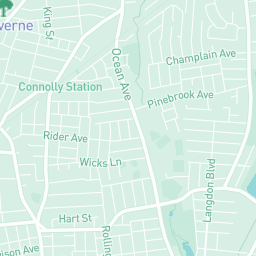 verne
King St
Ocean Ave
Champlain Ave
Connolly Station
Pinebrook Ave
Rider Ave
Wicks Ln
Langdon Blvd
Hart St
Rolling
ison Ave